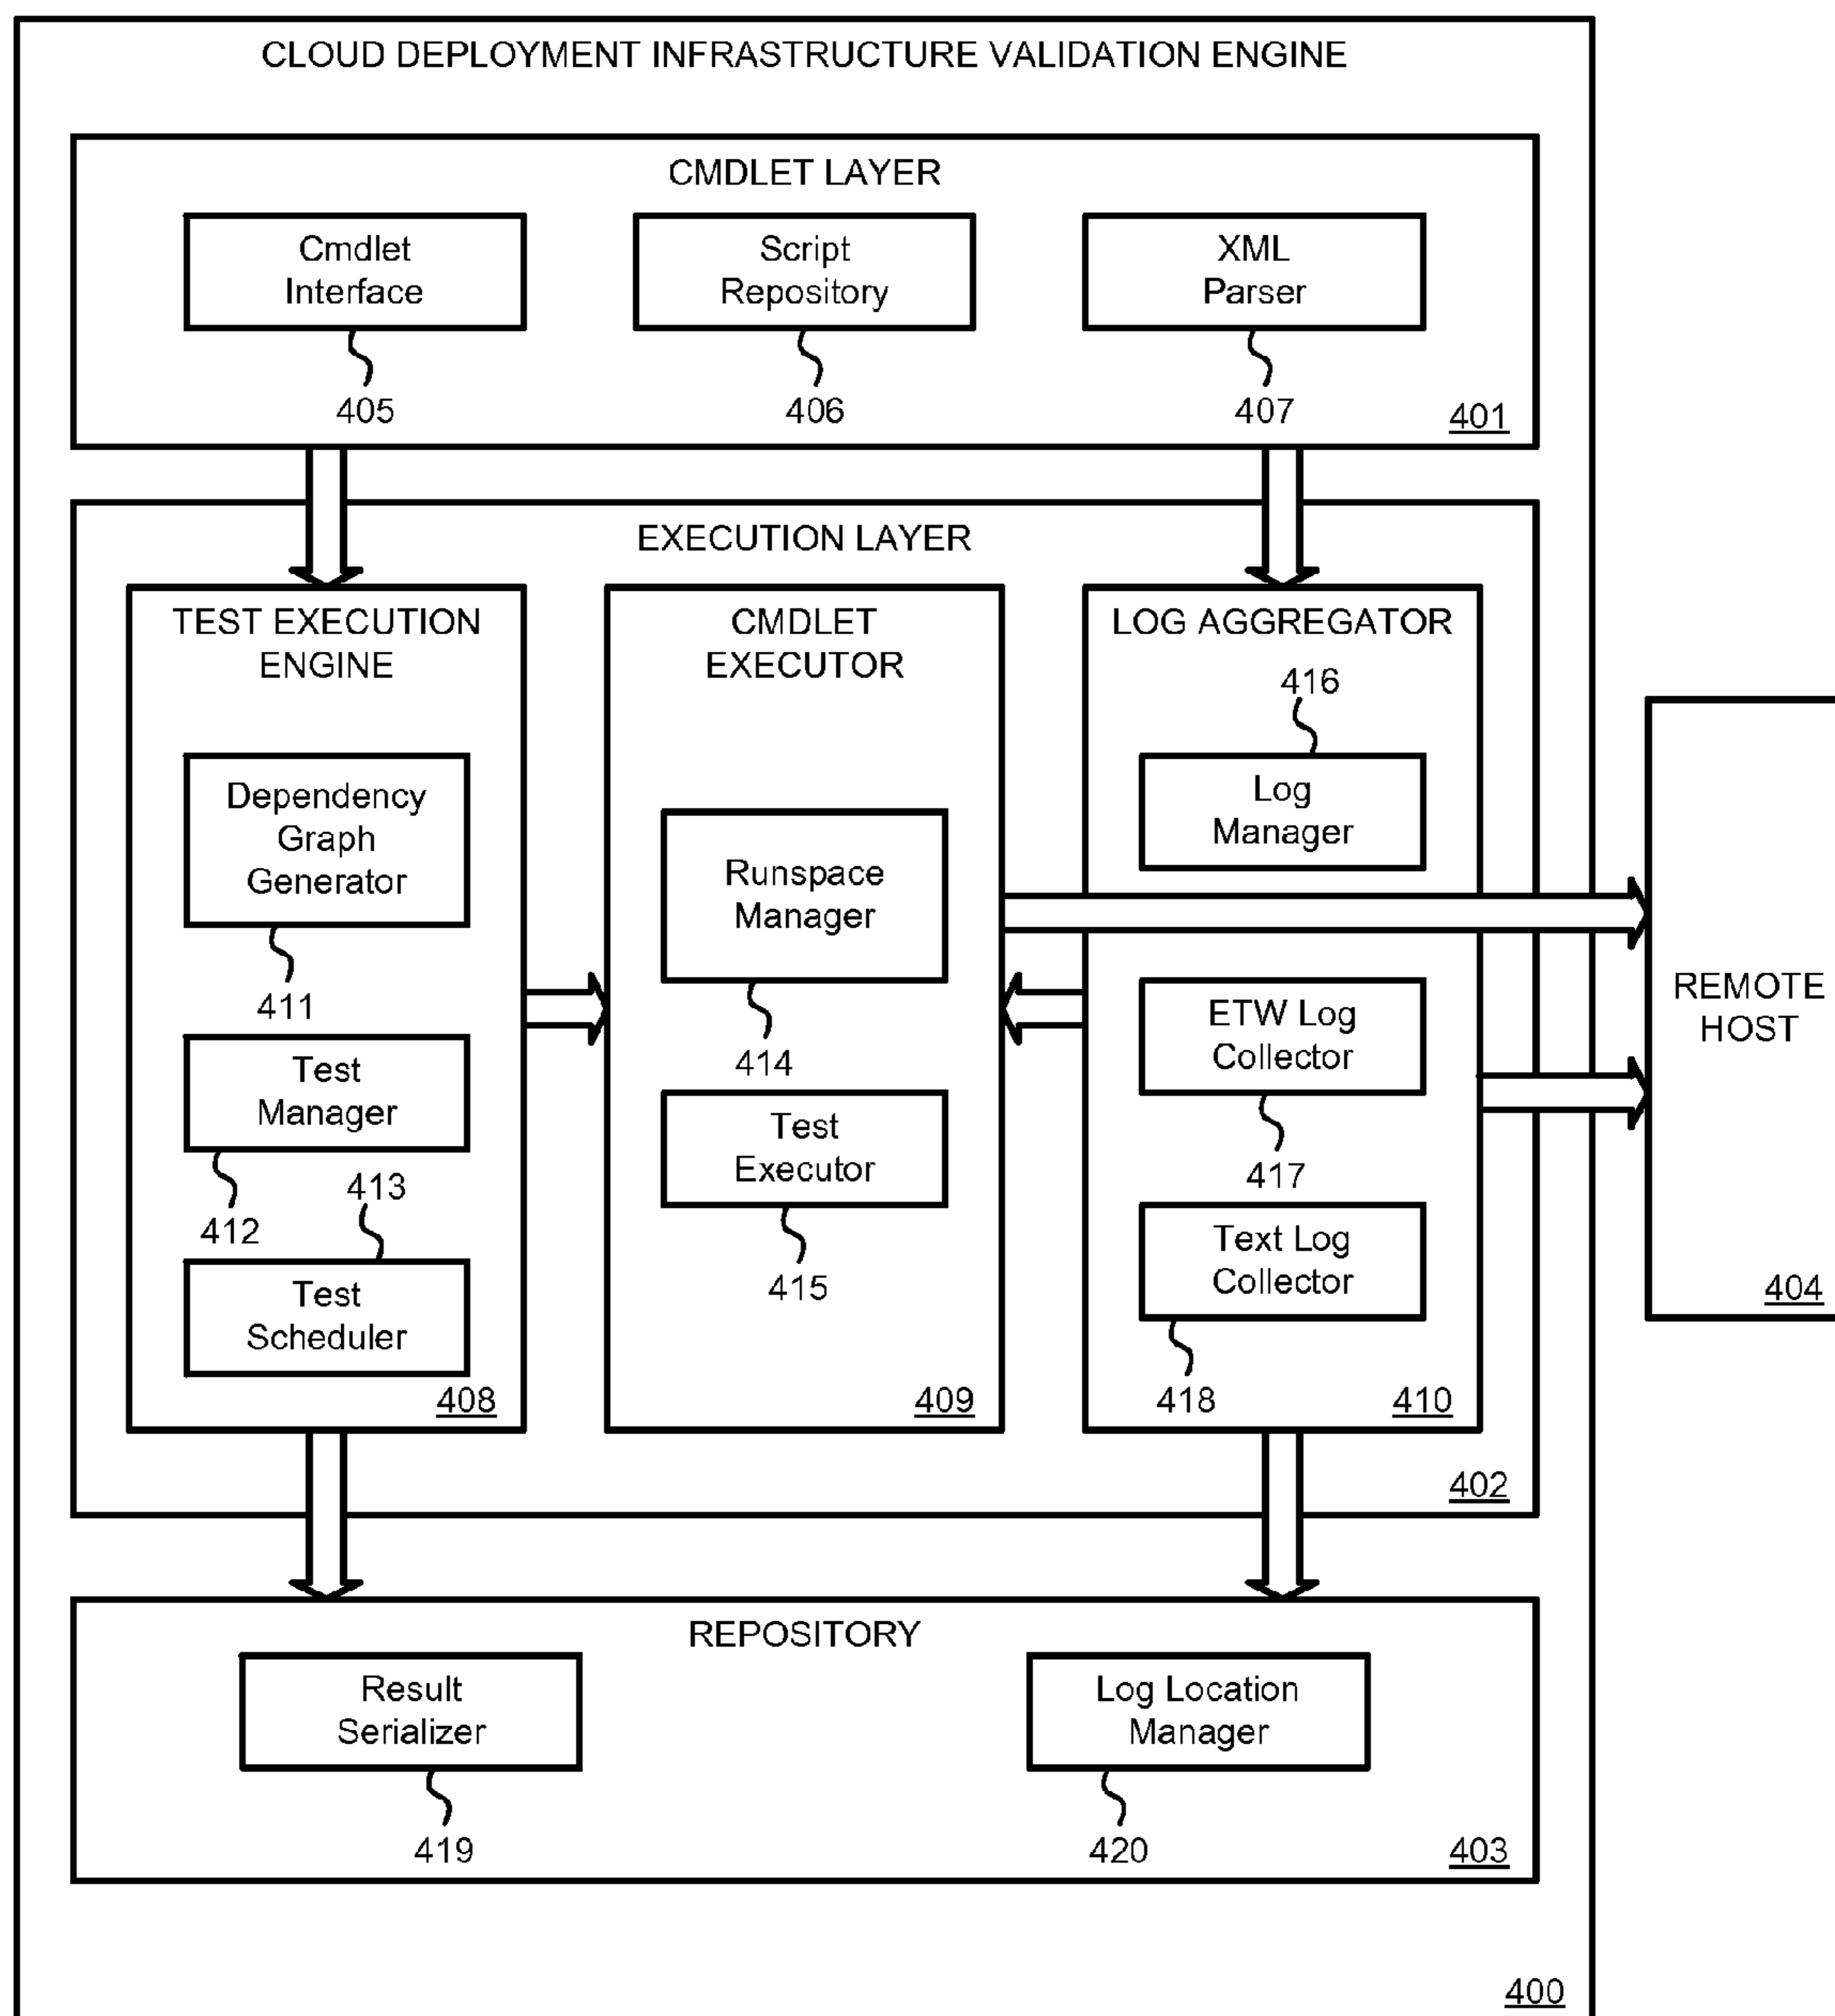 CLOUD DEPLOYMENT INFRASTRUCTURE VALIDATION ENGINE
CMDLET LAYER
Cmdlet
Interface
405
Script
Repository
406
XML
Parser
407
401
EXECUTION LAYER
TEST EXECUTION
ENGINE
Dependency
Graph
Generator
411
Test
Manager
412
413
Test
Scheduler
408
CMDLET
EXECUTOR
Runspace
Manager
414
Test
Executor
415
409
LOG AGGREGATOR
416
Log
Manager
ETW Log
Collector
417
Text Log
Collector
418
410
402
REMOTE
HOST
404
REPOSITORY
Result
Serializer
419
Log Location
Manager
420
403
400